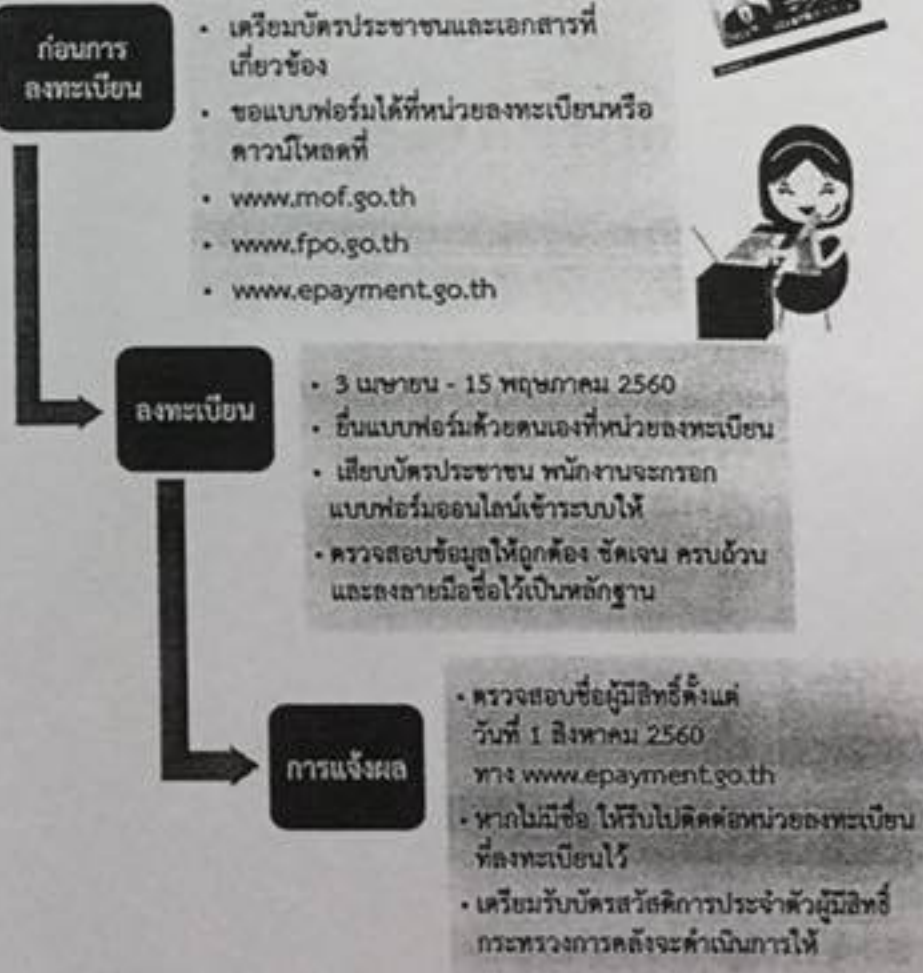 ก่อนการ
ลงทะเบียน
• เตรียมบัตรประชาชนและเอกสารที่
เกี่ยวข้อง
• ขอแบบฟอร์มได้ที่หน่วยลงทะเบียนหรือ
ดาวน์โหลดที่
• www.mof.go.th
• www.fpo.go.th
• www.epayment.go.th
ลงทะเบียน
• 3 เมษายน - 15 พฤษภาคม 2560
• ยื่นแบบฟอร์มด้วยตนเองที่หน่วยลงทะเบียน
• เสียบบัตรประชาชน พนักงานจะกรอก
แบบฟอร์มออนไลน์เข้าระบบให้
• ตรวจสอบข้อมูลให้ถูกต้อง ชัดเจน ครบถ้วน
และลงลายมือชื่อไว้เป็นหลักฐาน
การแจ้งผล
• ตรวจสอบชื่อผู้มีสิทธิ์ตั้งแต่
วันที่ 1 สิงหาคม 2560
ทาง www.epayment.go.th
• หากไม่มีชื่อ ให้รีบไปติดต่อหน่วยลงทะเบียน
ที่ลงทะเบียนไว้
• เตรียมรับบัตรสวัสดิการประจำตัวผู้มีสิทธิ์
กระทรวงการคลังจะดำเนินการให้